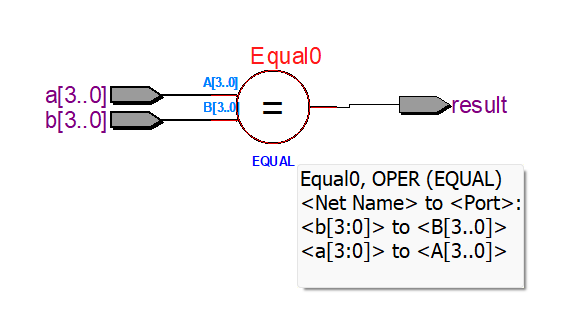 Equal0
A[3..0]
a[3..0]
B[3..0]
b[3..0]
=
result
EQUAL
Equal0, OPER (EQUAL)
<Net Name> to <Port>:
<b[3:0]> to <B[3..0]>
<a[3:0]> to <A[3..0]>